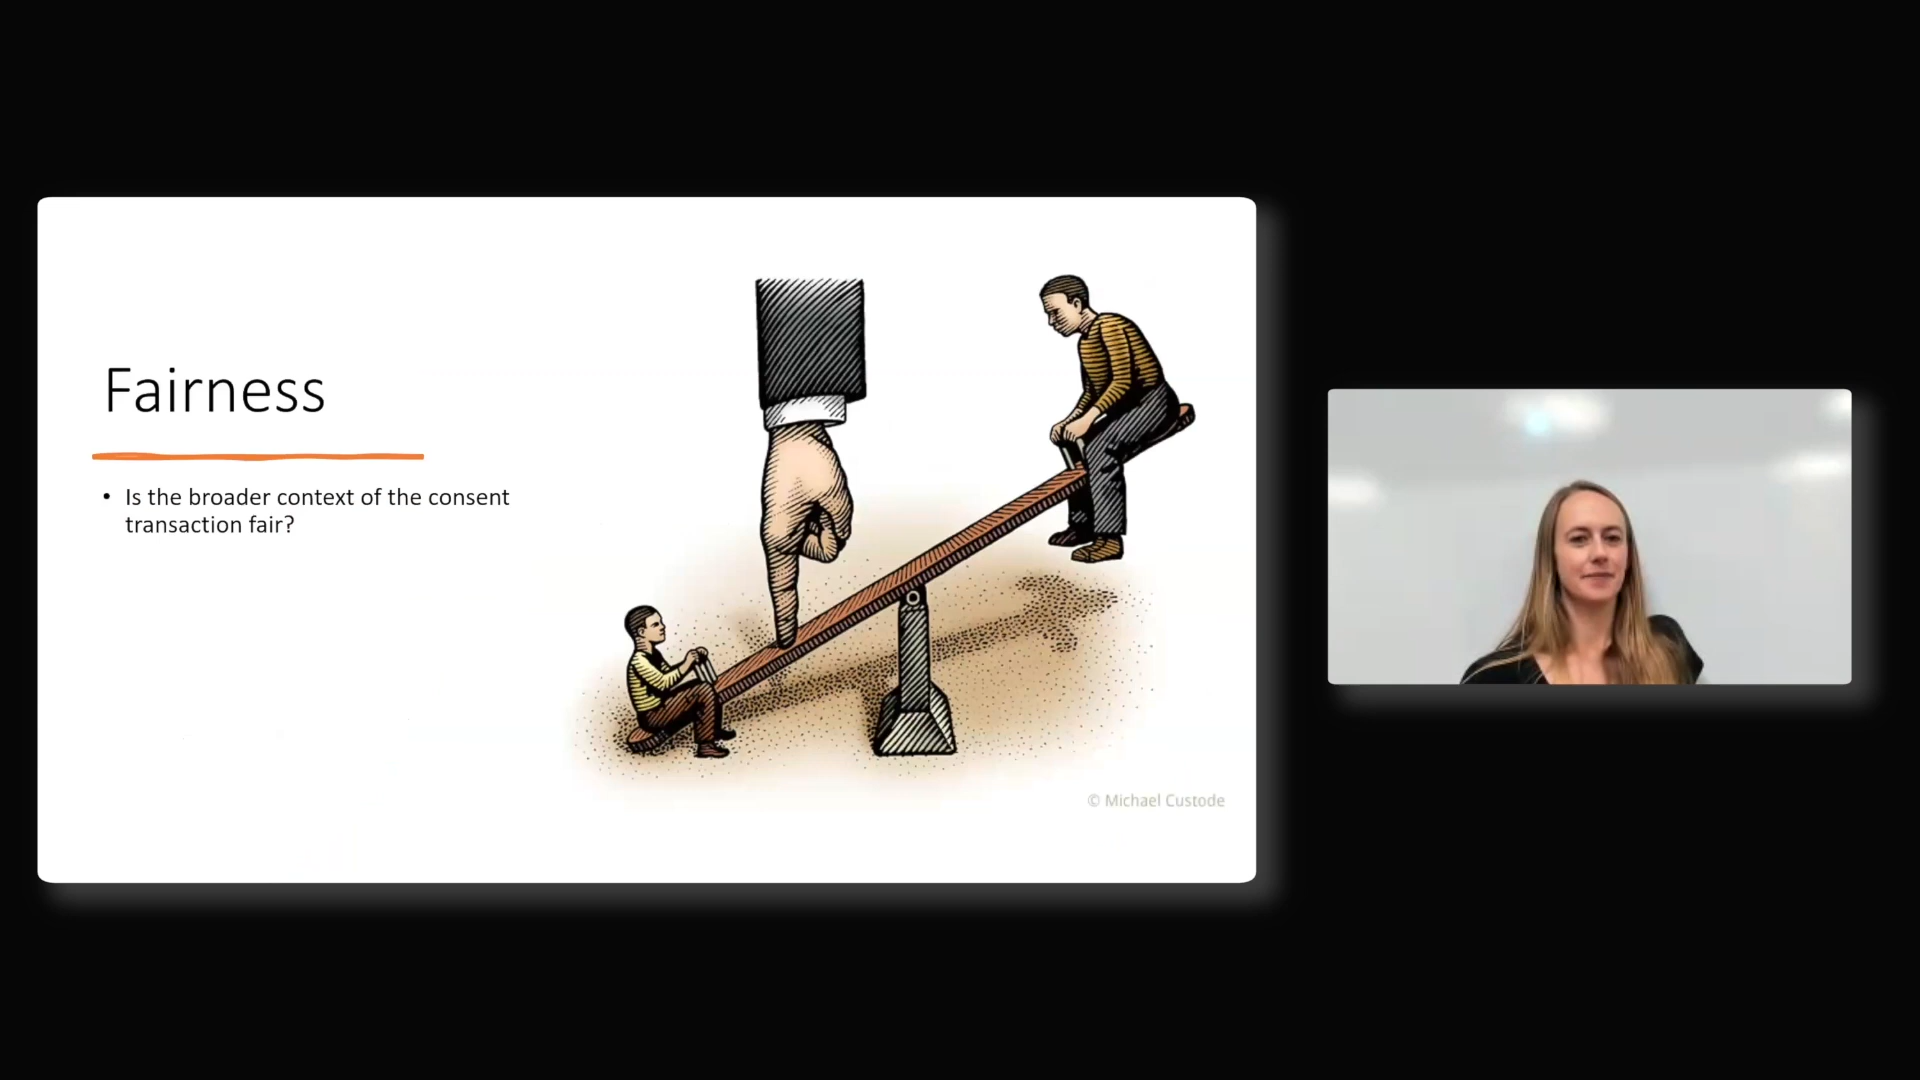 Fairness
• Is the broader context of the consent
transaction fair?
© Michael Custode